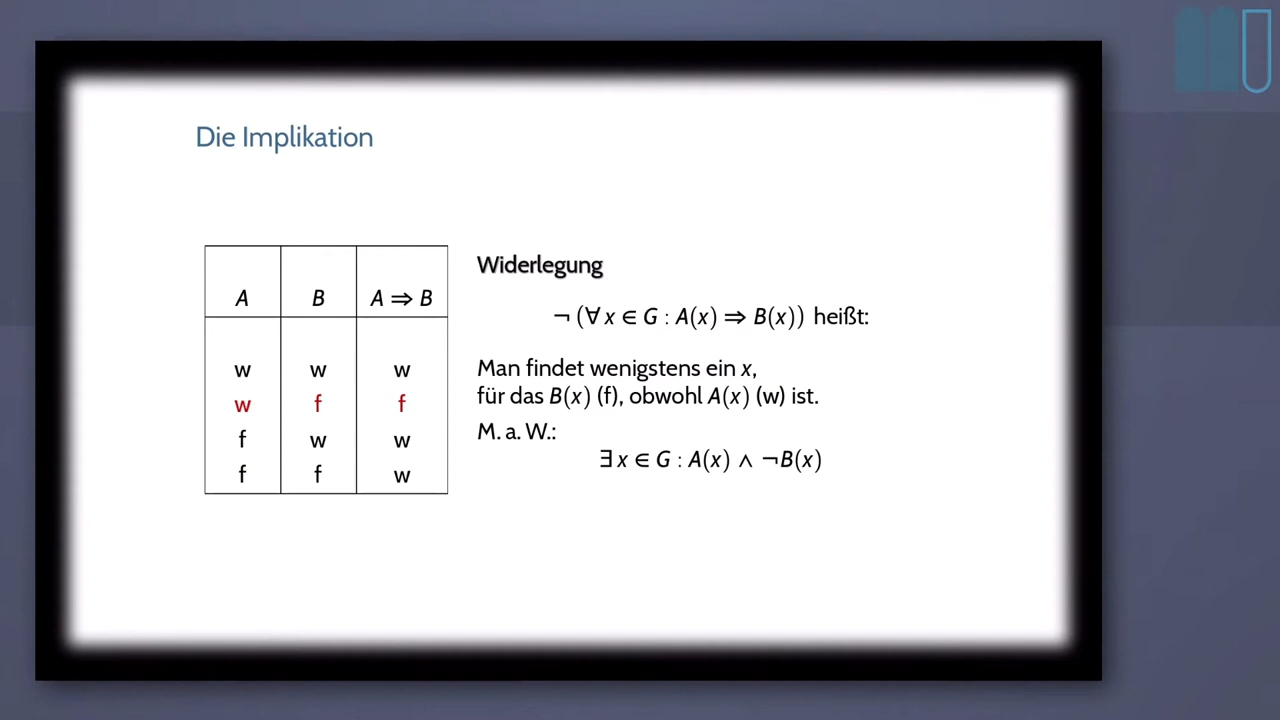 Die Implikation
A B A ⇒ B
w w w
w f f
f w w
f f w
Widerlegung
¬ (∀ x ∈ G : A(x) ⇒ B(x)) heißt:
Man findet wenigstens ein x,
für das B(x) (f), obwohl A(x) (w) ist.
M. a. W.:
∃ x ∈ G : A(x) ∧ ¬B(x)